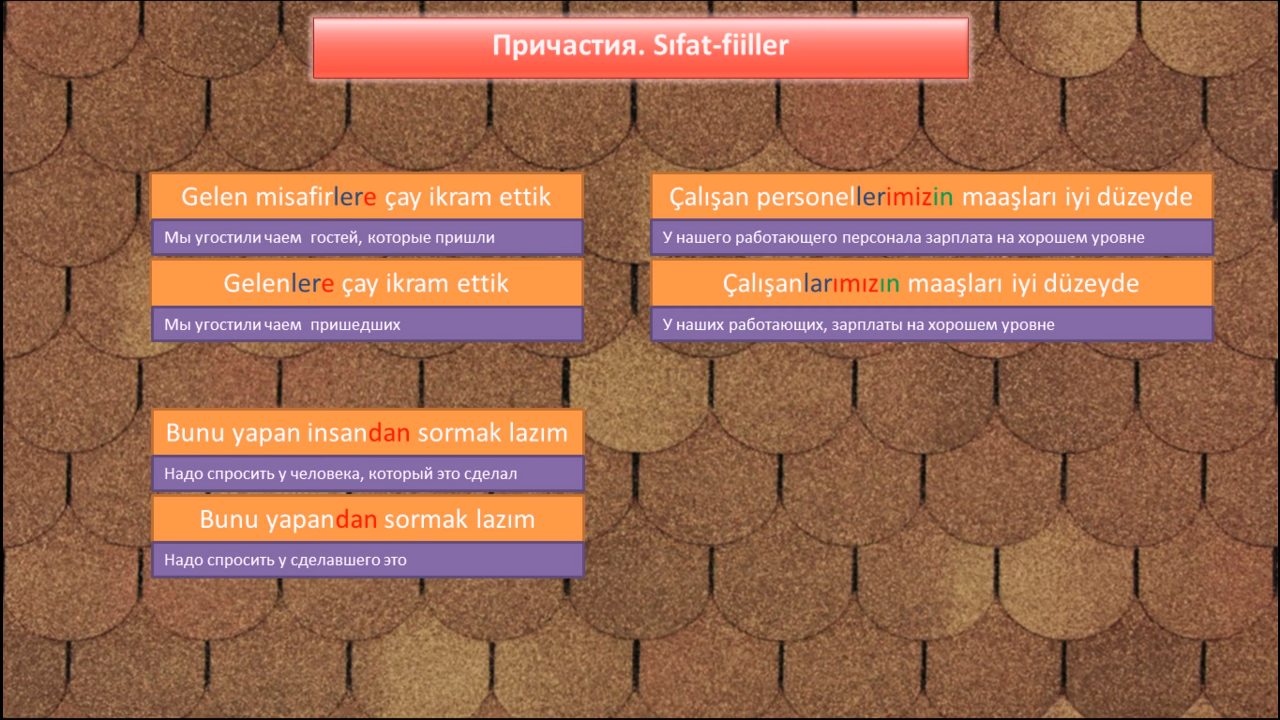 Причастия. Sıfat-fiiller
Gelen misafirlere çay ikram ettik
Мы угостили чаем гостей, которые пришли
Gelenlere çay ikram ettik
Мы угостили чаем пришедших
Çalışan personellerimizin maaşları iyi düzeyde
У нашего работающего персонала зарплата на хорошем уровне
Çalışanlarımızın maaşları iyi düzeyde
У наших работающих, зарплаты на хорошем уровне
Bunu yapan insandan sormak lazım
Надо спросить у человека, который это сделал
Bunu yapandan sormak lazım
Надо спросить у сделавшего это